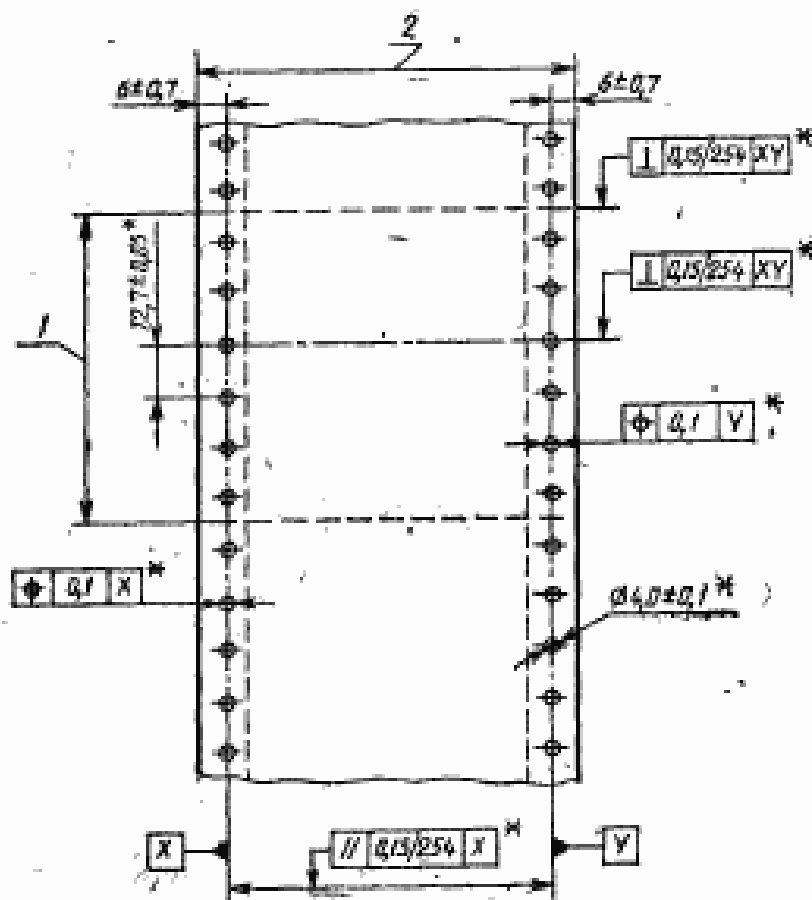 2
6±0,7
6±0,7
⊥ 0,15/254 XY *
12,7±0,05*
⊥ 0,15/254 XY *
1
⌖ 0,1 Y *
⌖ 0,1 X *
Ø4,0±0,1*
X
// 0,15/254 X *
Y